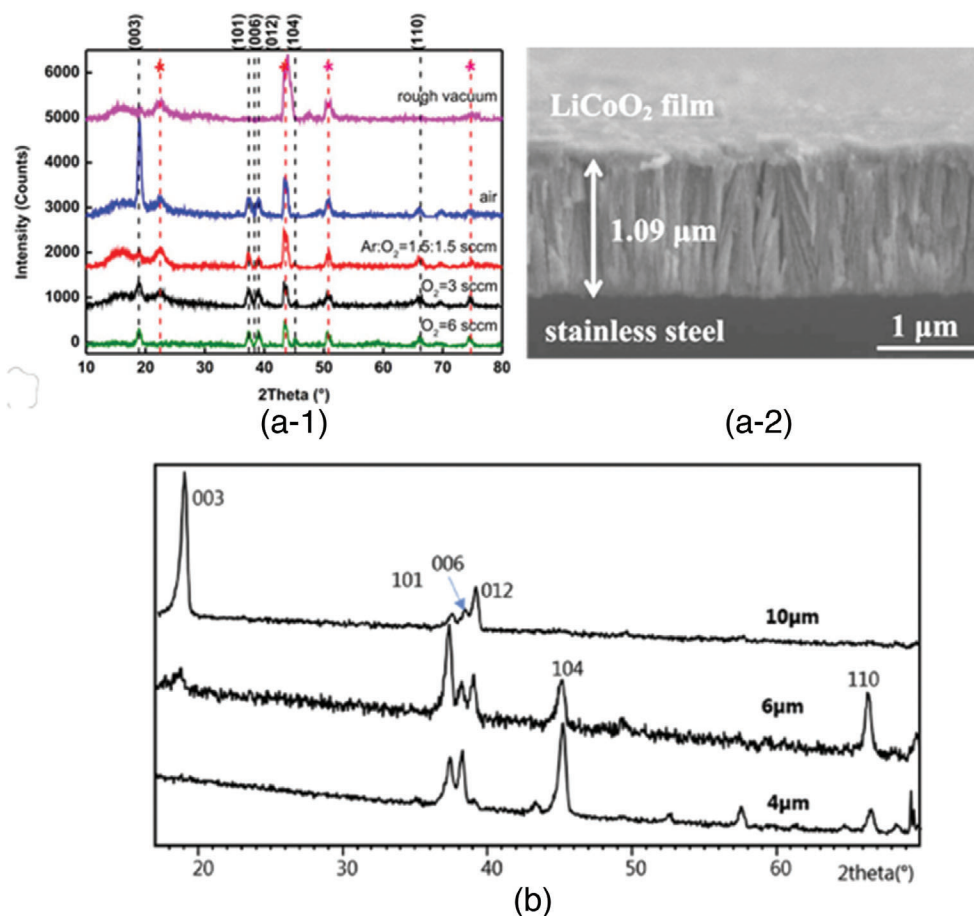 (003)
(101)
(006)
(012)
(104)
(110)
6000
5000
4000
3000
2000
1000
0
Intensity (Counts)
* * * *
rough vacuum
air
Ar:O₂=1.5:1.5 sccm
O₂=3 sccm
O₂=6 sccm
10 20 30 40 50 60 70 80
2Theta (°)
(a-1)
LiCoO₂ film
1.09 μm
stainless steel
1 μm
(a-2)
003
101
006
012
10μm
104
110
6μm
4μm
20 30 40 50 60 2theta(°)
(b)